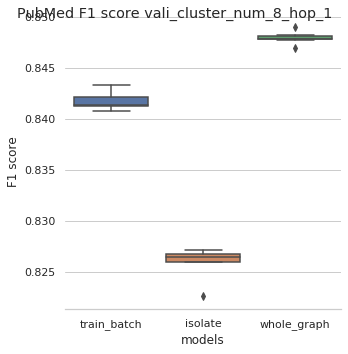 PubMed F1 score vali_cluster_num_8_hop_1
0.850
0.845
0.840
0.835
0.830
0.825
F1 score
train_batch isolate whole_graph
models